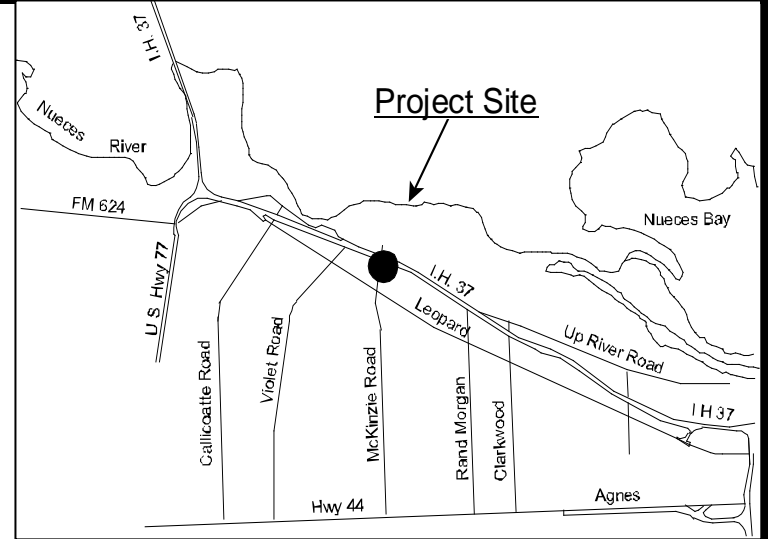 I.H. 37
Project Site
Nueces
River
FM 624
Nueces Bay
U S Hwy 77
I.H. 37
Leopard
Up River Road
Callicoatte Road
Violet Road
McKinzie Road
Rand Morgan
Clarkwood
I H 37
Agnes
Hwy 44